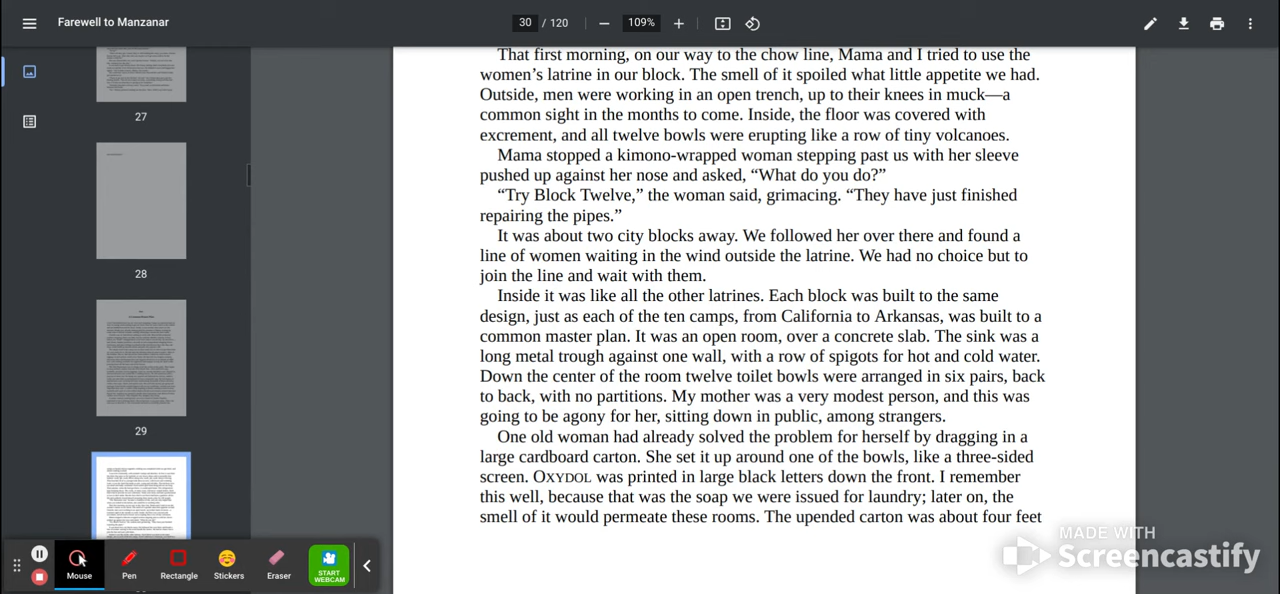 Farewell to Manzanar
30 / 120
109%
27
28
29
That first morning, on our way to the chow line, Mama and I tried to use the
women's latrine in our block. The smell of it spoiled what little appetite we had.
Outside, men were working in an open trench, up to their knees in muck—a
common sight in the months to come. Inside, the floor was covered with
excrement, and all twelve bowls were erupting like a row of tiny volcanoes.
Mama stopped a kimono-wrapped woman stepping past us with her sleeve
pushed up against her nose and asked, “What do you do?”
“Try Block Twelve,” the woman said, grimacing. “They have just finished
repairing the pipes.”
It was about two city blocks away. We followed her over there and found a
line of women waiting in the wind outside the latrine. We had no choice but to
join the line and wait with them.
Inside it was like all the other latrines. Each block was built to the same
design, just as each of the ten camps, from California to Arkansas, was built to a
common master plan. It was an open room, over a concrete slab. The sink was a
long metal trough against one wall, with a row of spigots for hot and cold water.
Down the center of the room twelve toilet bowls were arranged in six pairs, back
to back, with no partitions. My mother was a very modest person, and this was
going to be agony for her, sitting down in public, among strangers.
One old woman had already solved the problem for herself by dragging in a
large cardboard carton. She set it up around one of the bowls, like a three-sided
screen. Oxydol was printed in large black letters down the front. I remember
this well, because that was the soap we were issued for laundry; later on, the
smell of it would permeate these rooms. The upended carton was about four feet
Mouse
Pen
Rectangle
Stickers
Eraser
START
WEBCAM
MADE WITH
Screencastify